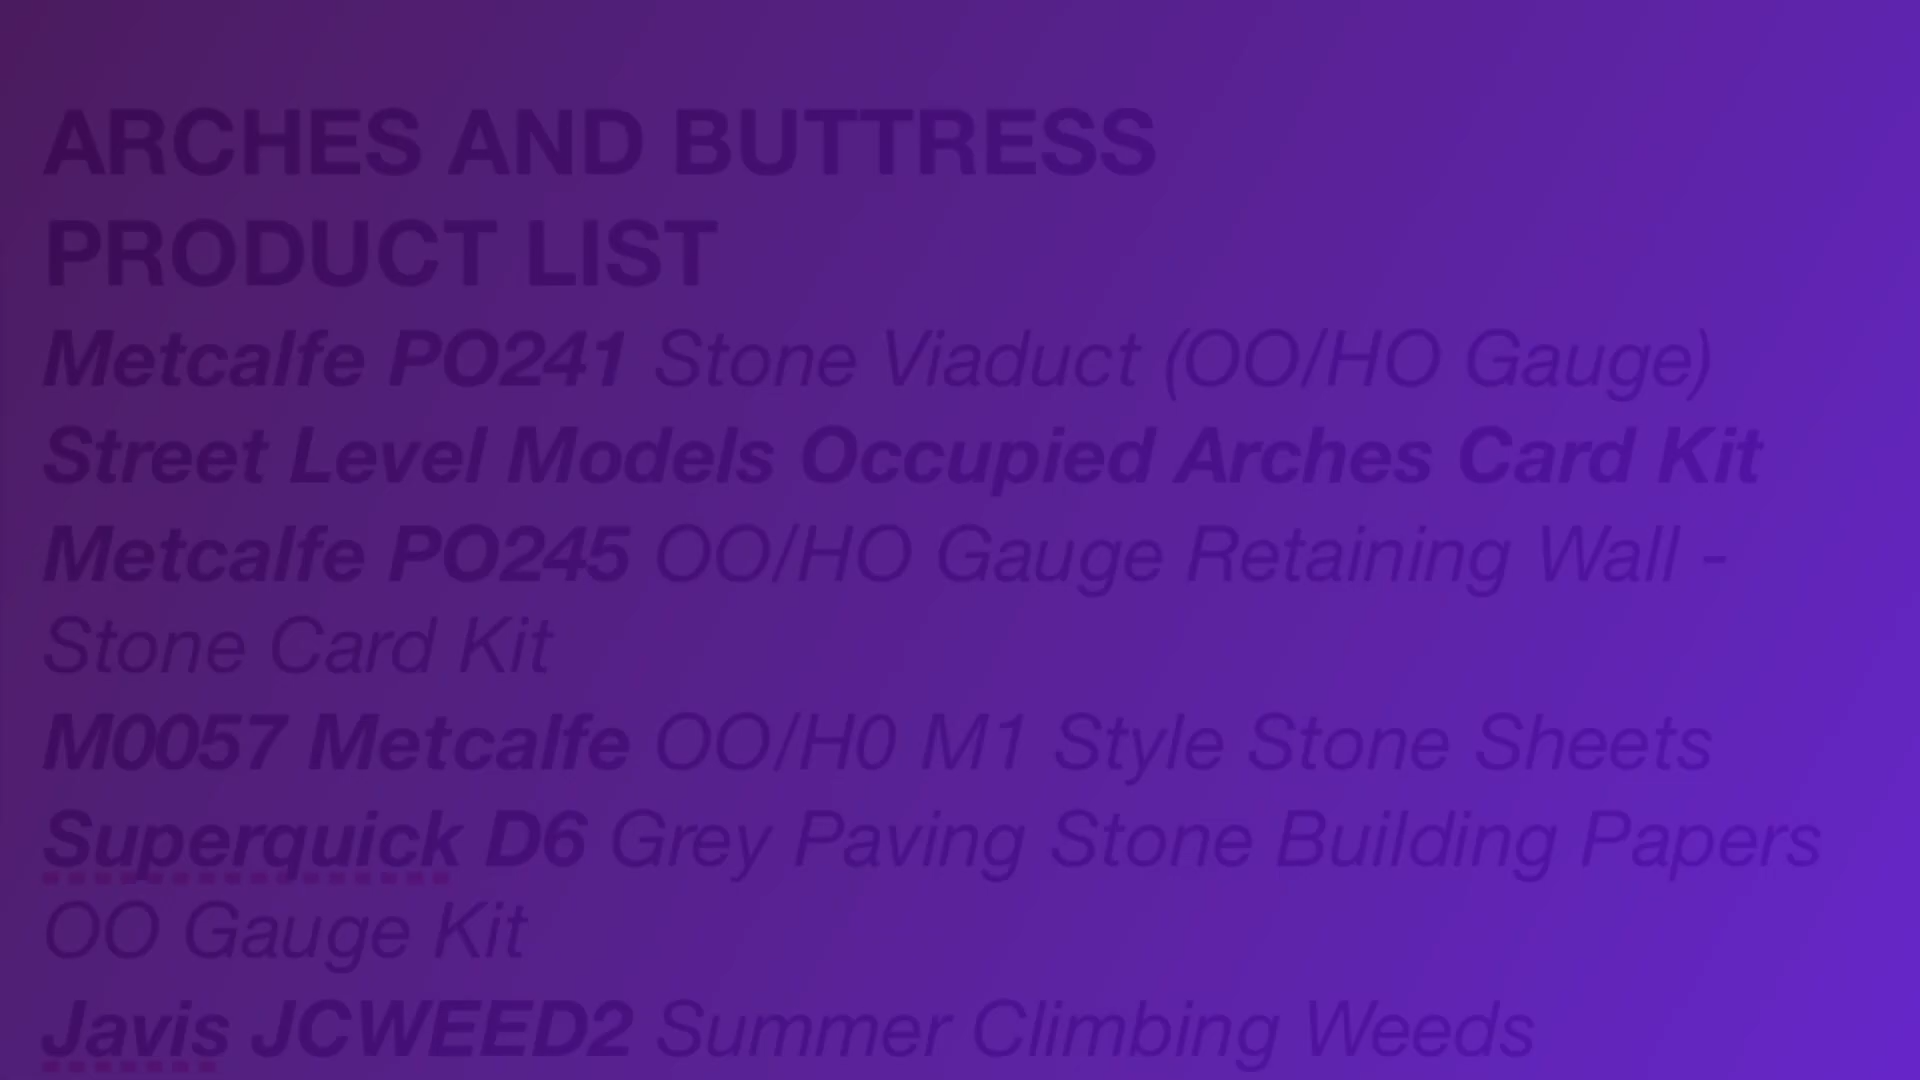 ARCHES AND BUTTRESS
PRODUCT LIST
Metcalfe PO241 Stone Viaduct (OO/HO Gauge)
Street Level Models Occupied Arches Card Kit
Metcalfe PO245 OO/HO Gauge Retaining Wall -
Stone Card Kit
M0057 Metcalfe OO/H0 M1 Style Stone Sheets
Superquick D6 Grey Paving Stone Building Papers
OO Gauge Kit
Javis JCWEED2 Summer Climbing Weeds